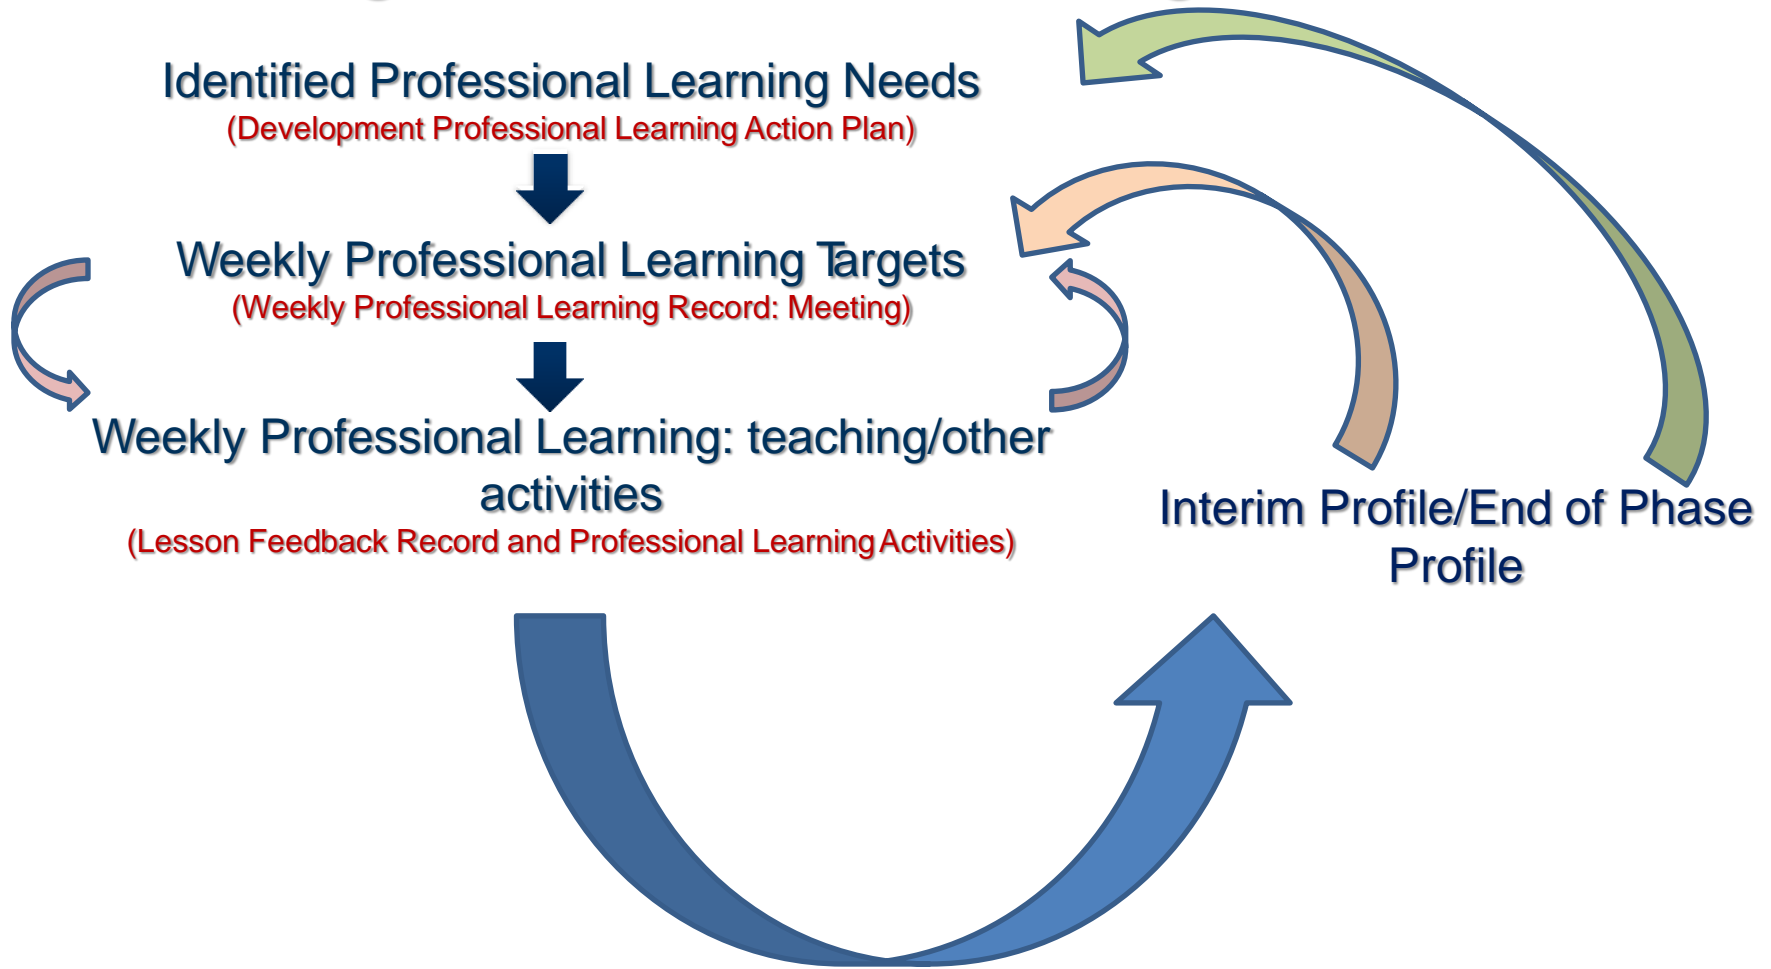 Identified Professional Learning Needs
(Development Professional Learning Action Plan)
Weekly Professional Learning Targets
(Weekly Professional Learning Record: Meeting)
Weekly Professional Learning: teaching/other
activities
(Lesson Feedback Record and Professional Learning Activities)
Interim Profile/End of Phase
Profile